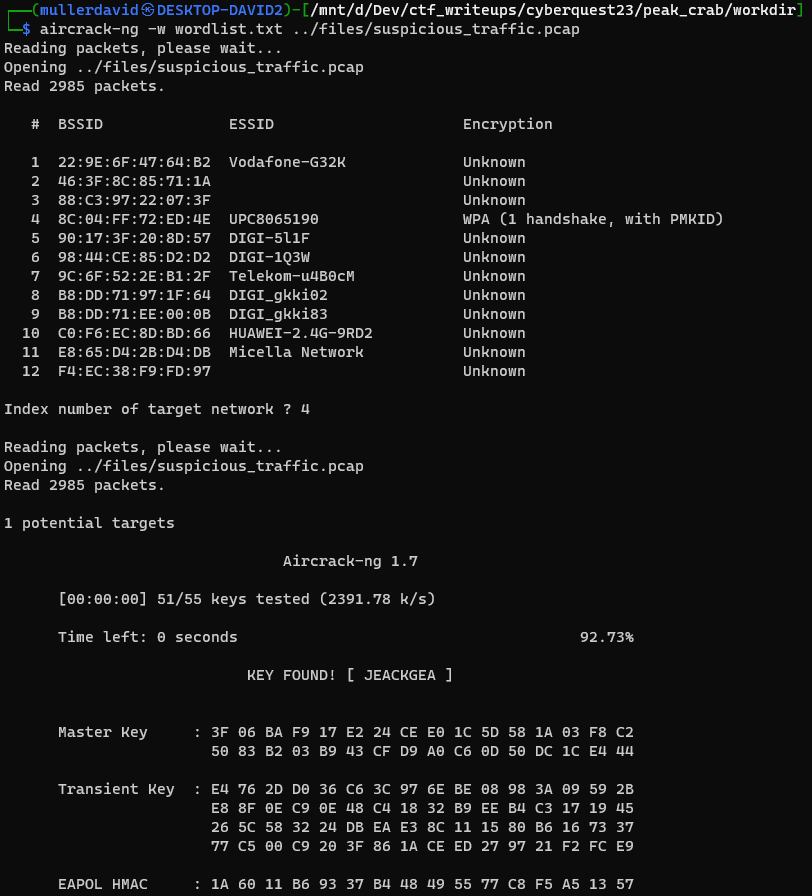 ┌──(mullerdavid㉿DESKTOP-DAVID2)-[/mnt/d/Dev/ctf_writeups/cyberquest23/peak_crab/workdir]
└─$ aircrack-ng -w wordlist.txt ../files/suspicious_traffic.pcap
Reading packets, please wait...
Opening ../files/suspicious_traffic.pcap
Read 2985 packets.
# BSSID ESSID Encryption
1 22:9E:6F:47:64:B2 Vodafone-G32K Unknown
2 46:3F:8C:85:71:1A Unknown
3 88:C3:97:22:07:3F Unknown
4 8C:04:FF:72:ED:4E UPC8065190 WPA (1 handshake, with PMKID)
5 90:17:3F:20:8D:57 DIGI-5l1F Unknown
6 98:44:CE:85:D2:D2 DIGI-1Q3W Unknown
7 9C:6F:52:2E:B1:2F Telekom-u4B0cM Unknown
8 B8:DD:71:97:1F:64 DIGI_gkki02 Unknown
9 B8:DD:71:EE:00:0B DIGI_gkki83 Unknown
10 C0:F6:EC:8D:BD:66 HUAWEI-2.4G-9RD2 Unknown
11 E8:65:D4:2B:D4:DB Micella Network Unknown
12 F4:EC:38:F9:FD:97 Unknown
Index number of target network ? 4
Reading packets, please wait...
Opening ../files/suspicious_traffic.pcap
Read 2985 packets.
1 potential targets
Aircrack-ng 1.7
[00:00:00] 51/55 keys tested (2391.78 k/s)
Time left: 0 seconds 92.73%
KEY FOUND! [ JEACKGEA ]
Master Key : 3F 06 BA F9 17 E2 24 CE E0 1C 5D 58 1A 03 F8 C2
50 83 B2 03 B9 43 CF D9 A0 C6 0D 50 DC 1C E4 44
Transient Key : E4 76 2D D0 36 C6 3C 97 6E BE 08 98 3A 09 59 2B
E8 8F 0E C9 0E 48 C4 18 32 B9 EE B4 C3 17 19 45
26 5C 58 32 24 DB EA E3 8C 11 15 80 B6 16 73 37
77 C5 00 C9 20 3F 86 1A CE ED 27 97 21 F2 FC E9
EAPOL HMAC : 1A 60 11 B6 93 37 B4 48 49 55 77 C8 F5 A5 13 57